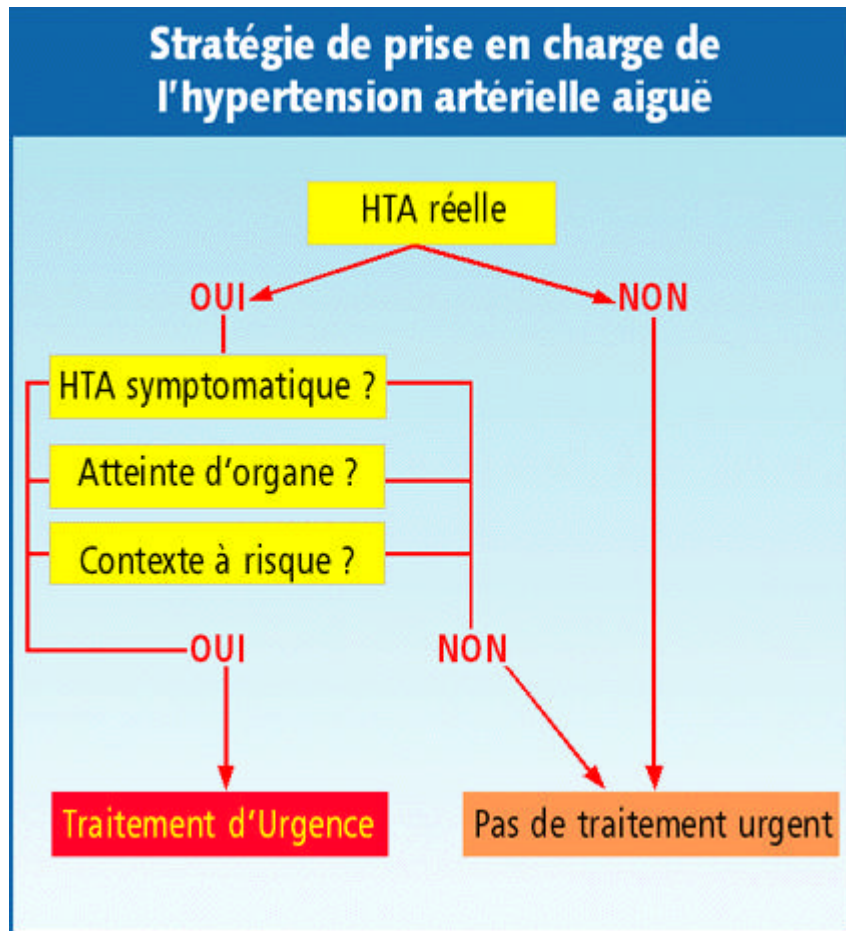 Stratégie de prise en charge de
l'hypertension artérielle aiguë
HTA réelle
OUI
NON
HTA symptomatique ?
Atteinte d'organe ?
Contexte à risque ?
OUI
NON
Traitement d'Urgence
Pas de traitement urgent